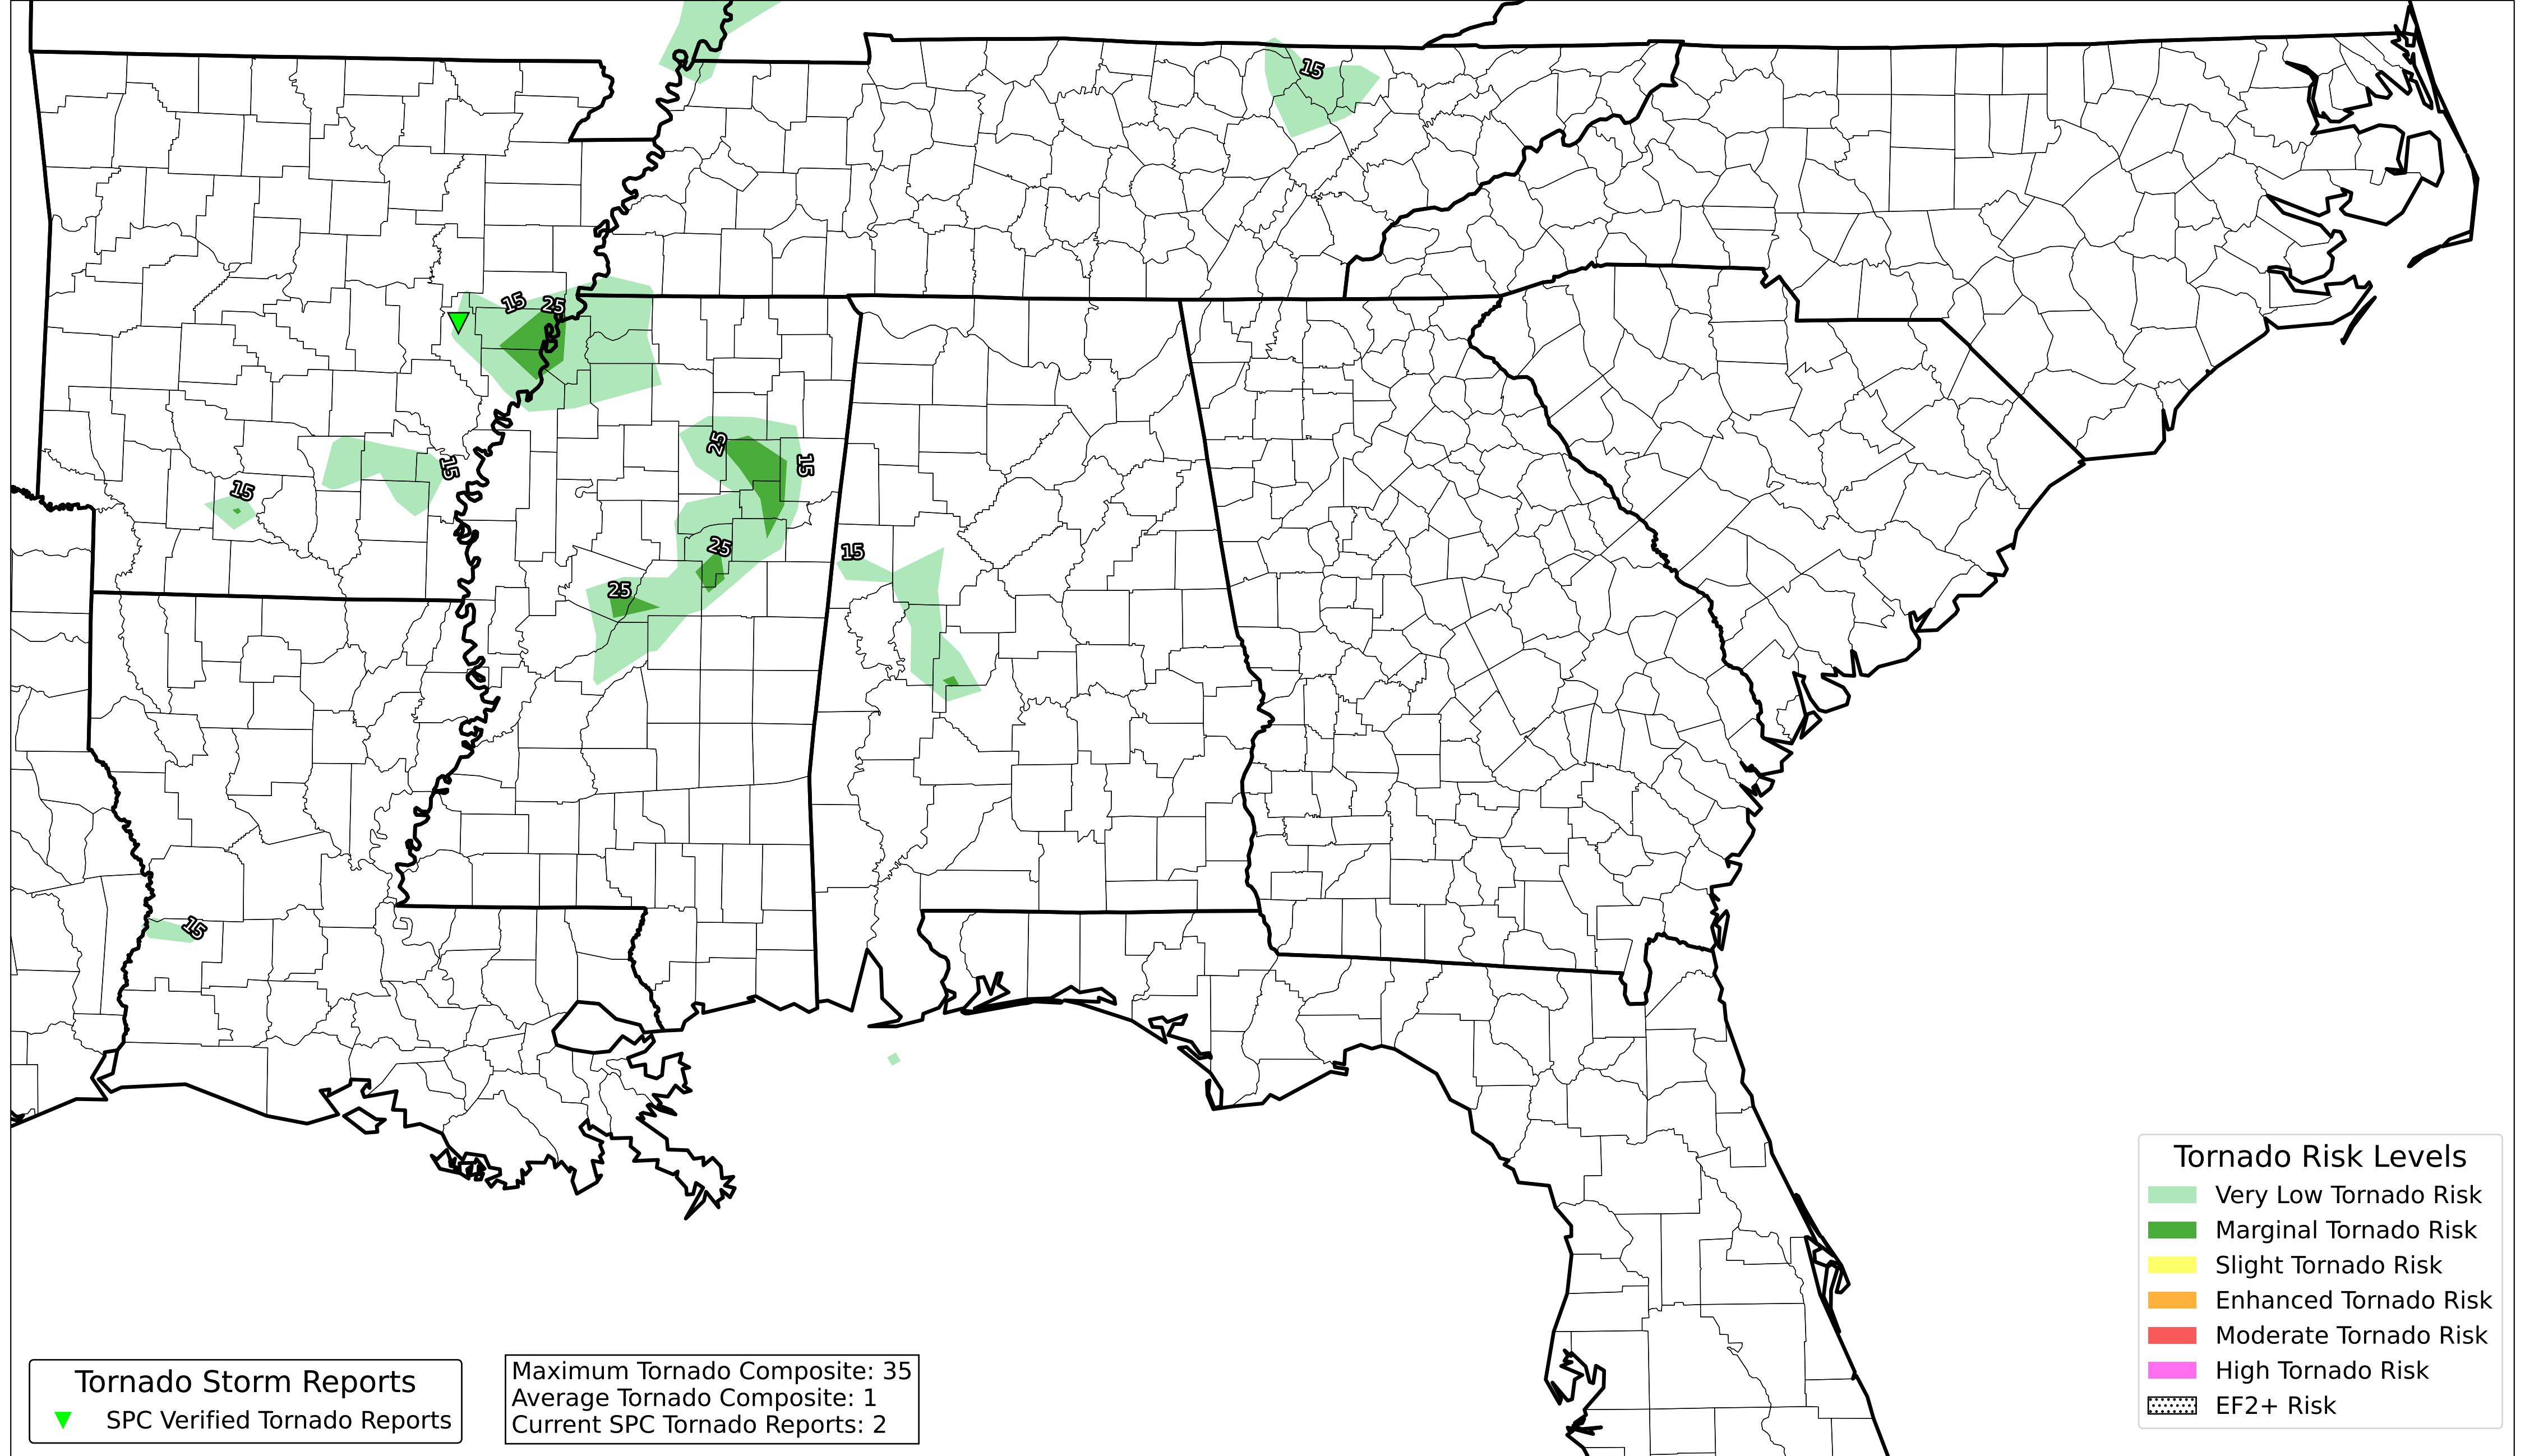 15
15
25
25
15
15
15
25
15
25
15
Tornado Risk Levels
Very Low Tornado Risk
Marginal Tornado Risk
Slight Tornado Risk
Enhanced Tornado Risk
Moderate Tornado Risk
High Tornado Risk
EF2+ Risk
Tornado Storm Reports
SPC Verified Tornado Reports
Maximum Tornado Composite: 35
Average Tornado Composite: 1
Current SPC Tornado Reports: 2